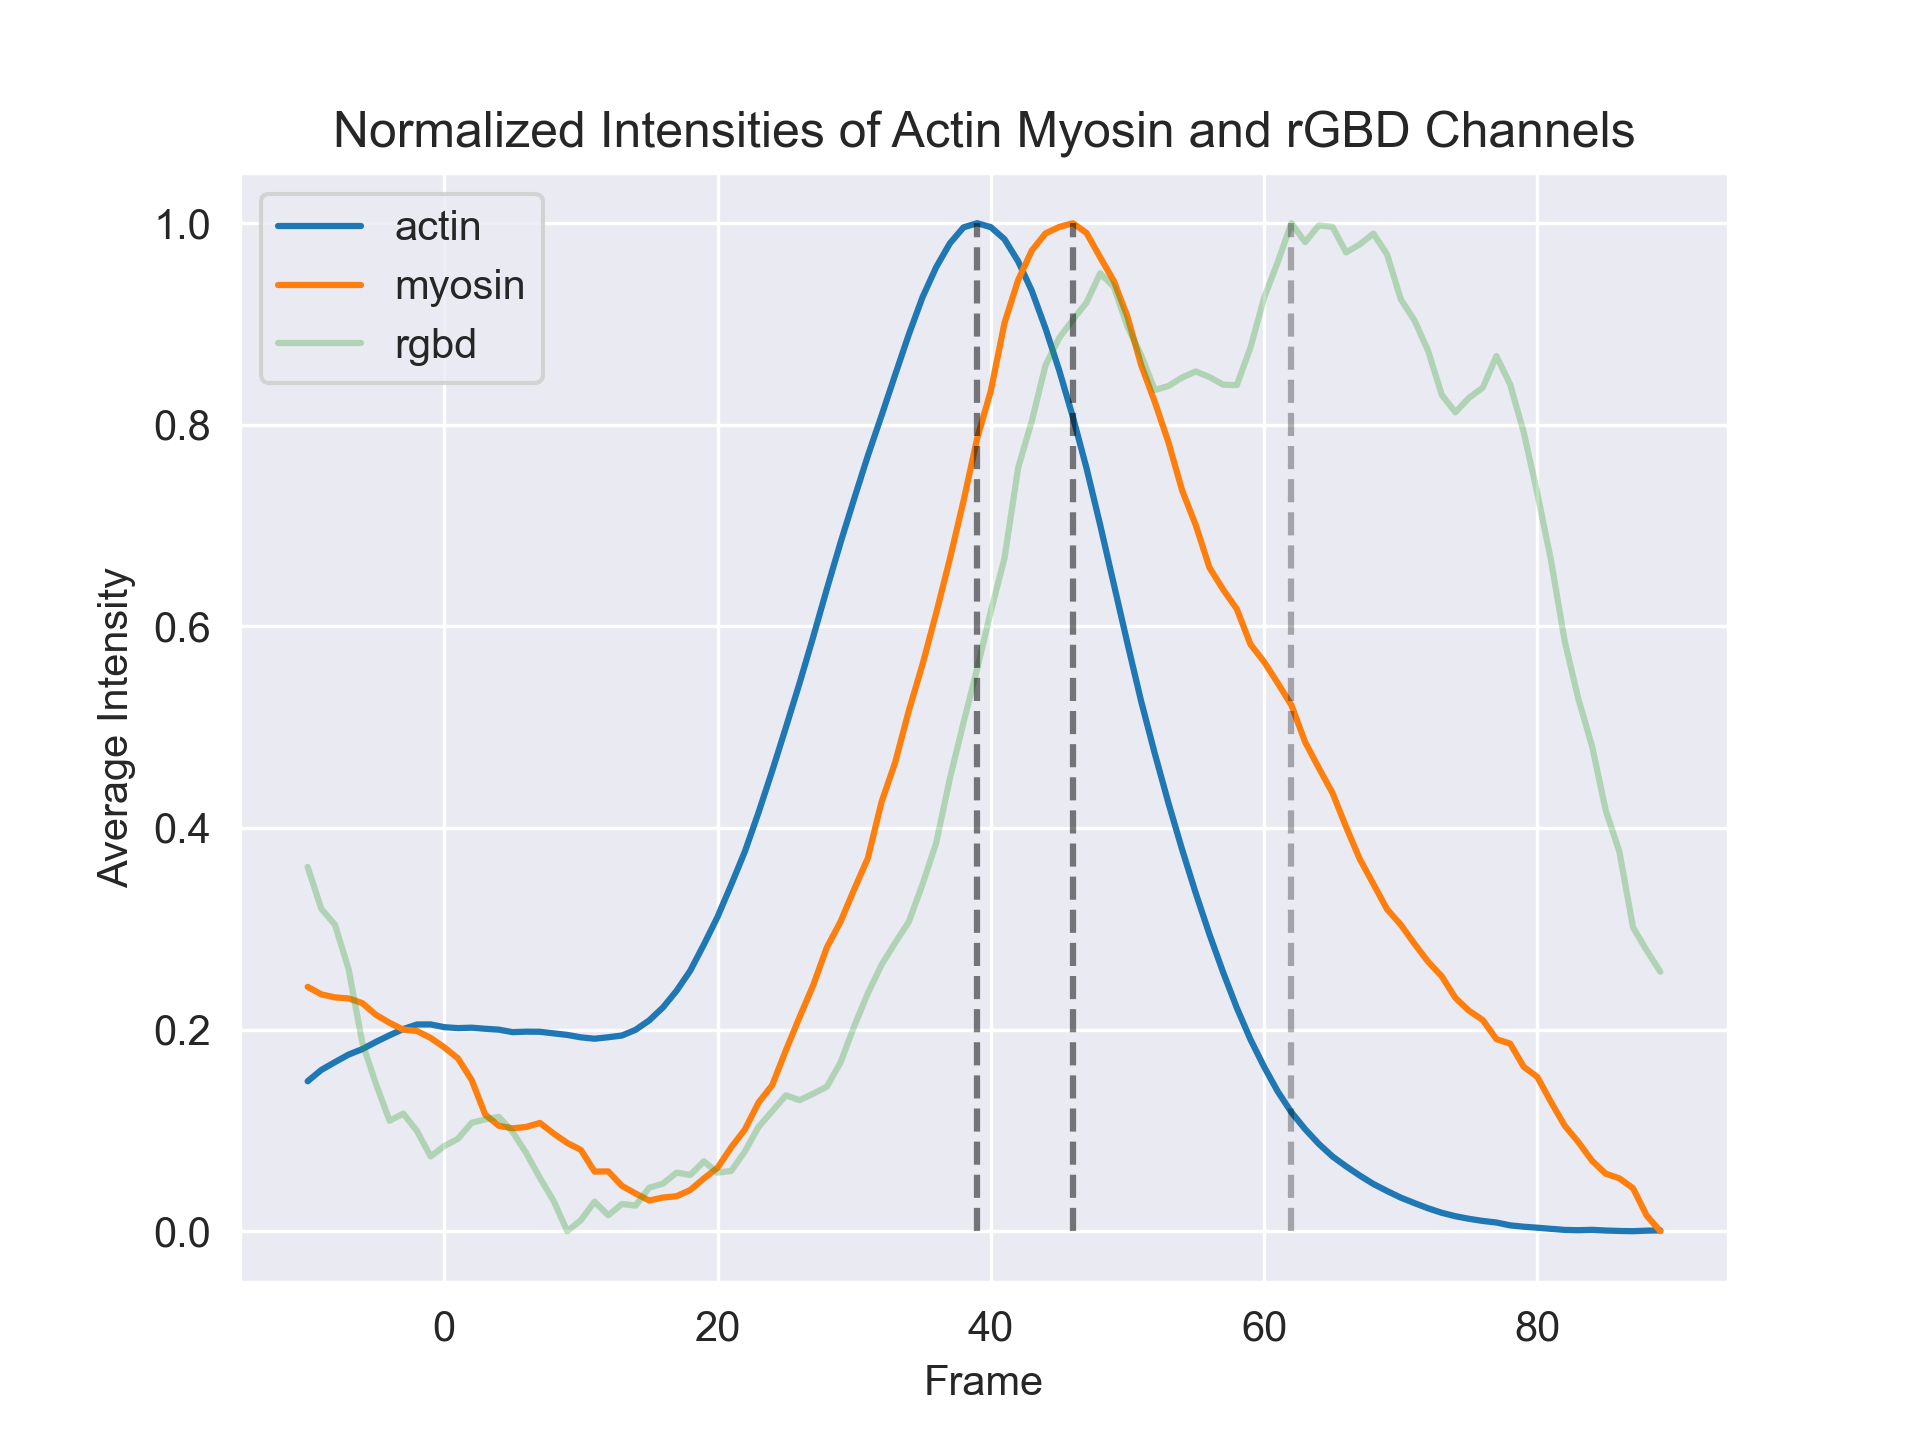 Normalized Intensities of Actin Myosin and rGBD Channels
actin
myosin
rgbd
1.0
0.8
0.6
0.4
0.2
0.0
Average Intensity
0 20 40 60 80
Frame